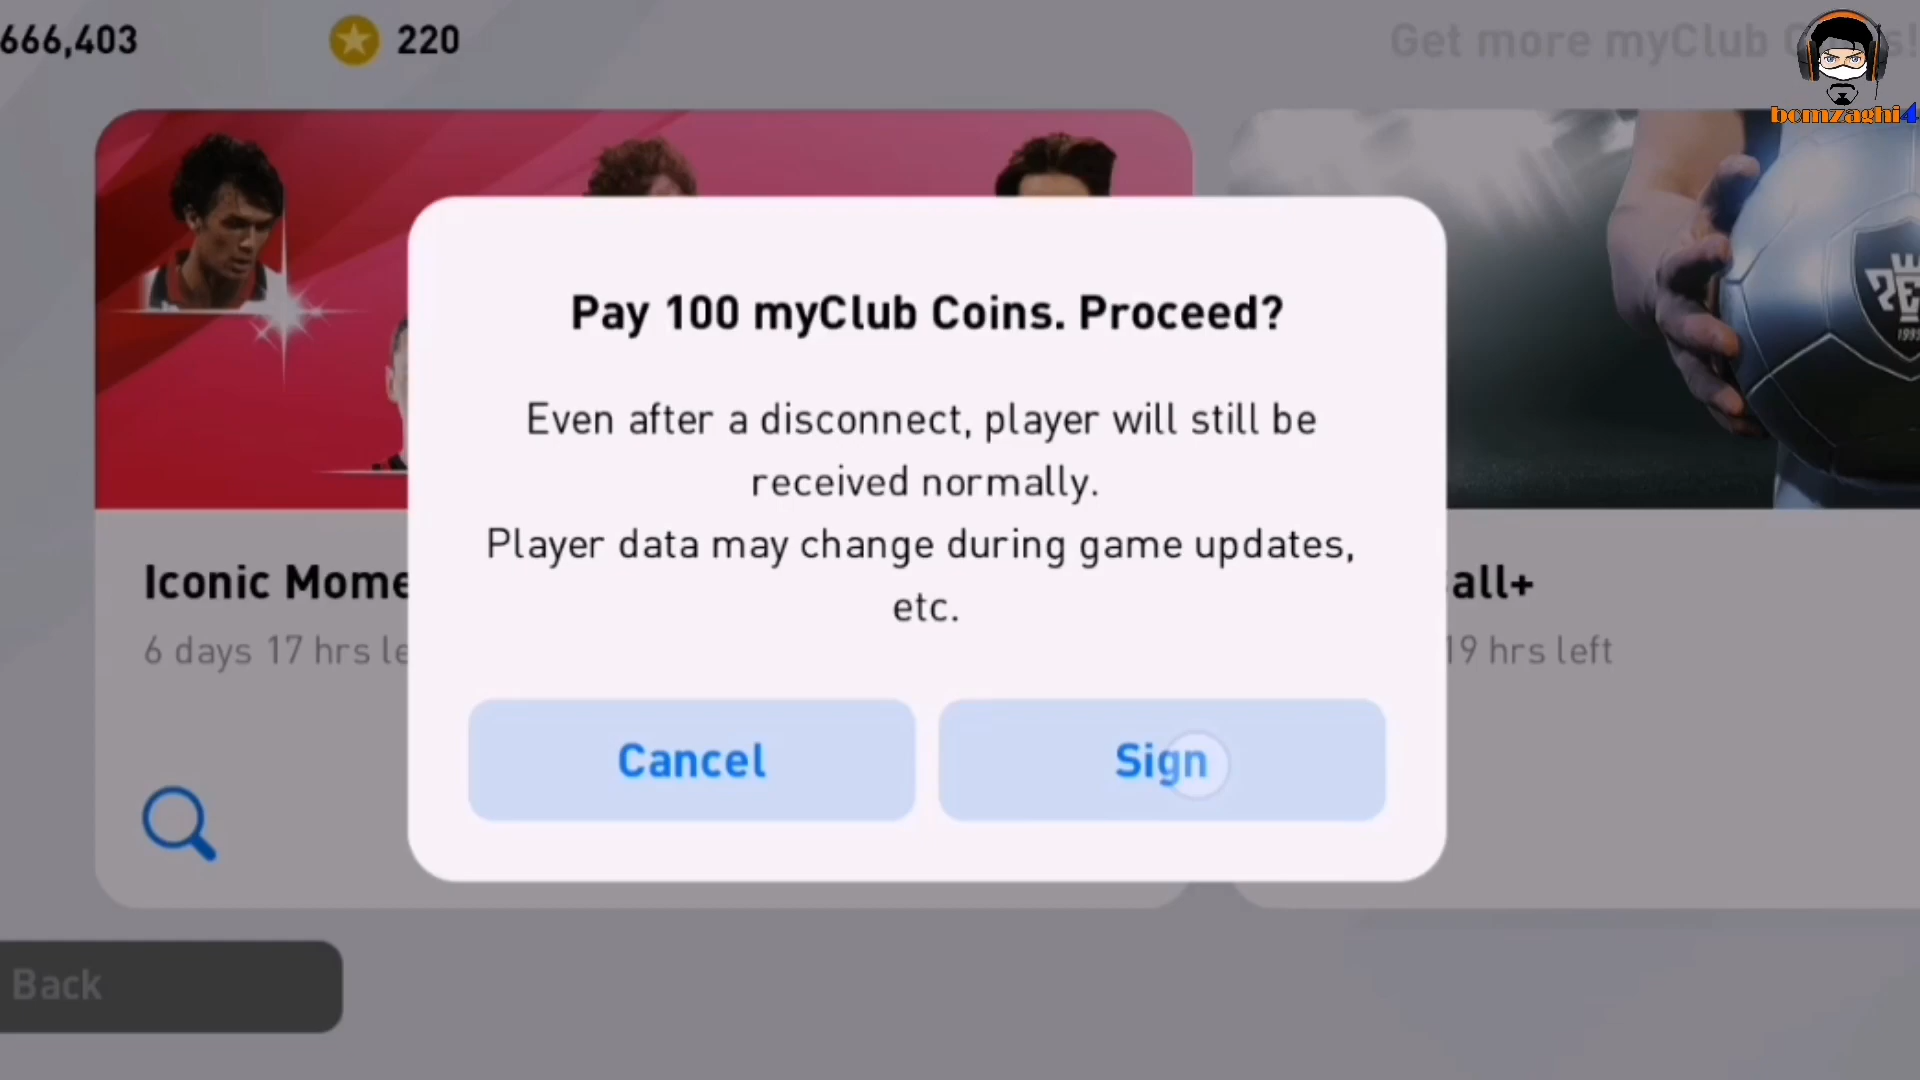 666,403
220
Get more myClub
bcmzaghi4
1995
Pay 100 myClub Coins. Proceed?
Even after a disconnect, player will still be
received normally.
Player data may change during game updates,
etc.
Iconic Mome
all+
6 days 17 hrs le
19 hrs left
Cancel
Sign
Back